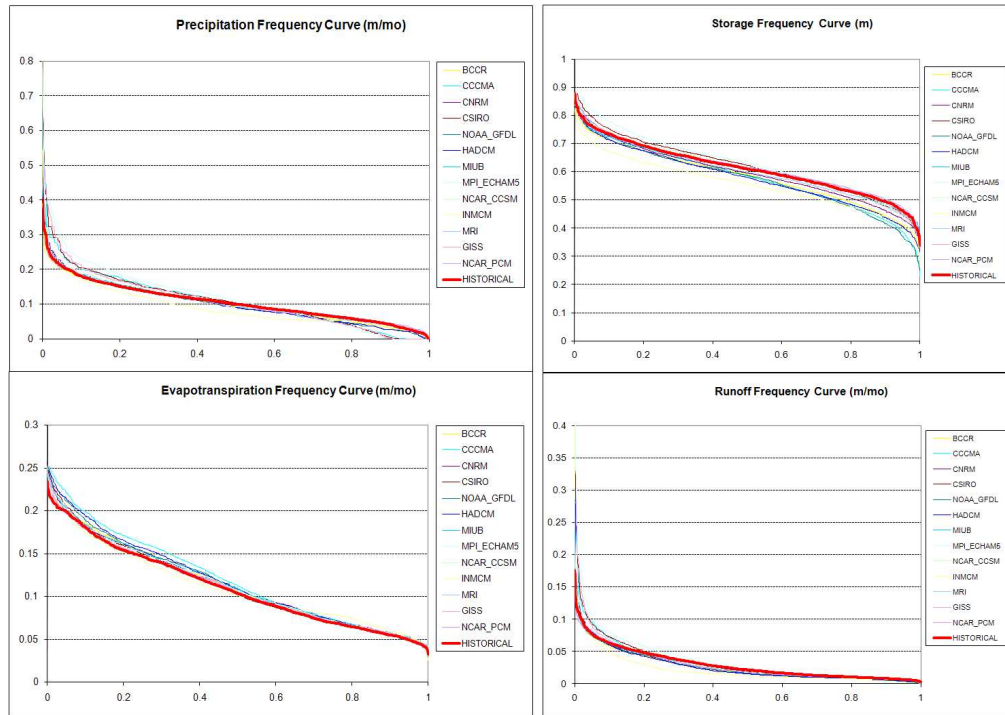 Precipitation Frequency Curve (m/mo)
0.8
0.7
0.6
0.5
0.4
0.3
0.2
0.1
0
0
0.2
0.4
0.6
0.8
1
BCCR
CCCMA
CNRM
CSIRO
NOAA_GFDL
HADCM
MIUB
MPI_ECHAM5
NCAR_CCSM
INMCM
MRI
GISS
NCAR_PCM
HISTORICAL
Storage Frequency Curve (m)
1
0.9
0.8
0.7
0.6
0.5
0.4
0.3
0.2
0.1
0
0
0.2
0.4
0.6
0.8
1
BCCR
CCCMA
CNRM
CSIRO
NOAA_GFDL
HADCM
MIUB
MPI_ECHAM5
NCAR_CCSM
INMCM
MRI
GISS
NCAR_PCM
HISTORICAL
Evapotranspiration Frequency Curve (m/mo)
0.3
0.25
0.2
0.15
0.1
0.05
0
0
0.2
0.4
0.6
0.8
1
BCCR
CCCMA
CNRM
CSIRO
NOAA_GFDL
HADCM
MIUB
MPI_ECHAM5
NCAR_CCSM
INMCM
MRI
GISS
NCAR_PCM
HISTORICAL
Runoff Frequency Curve (m/mo)
0.4
0.35
0.3
0.25
0.2
0.15
0.1
0.05
0
0
0.2
0.4
0.6
0.8
1
BCCR
CCCMA
CNRM
CSIRO
NOAA_GFDL
HADCM
MIUB
MPI_ECHAM5
NCAR_CCSM
INMCM
MRI
GISS
NCAR_PCM
HISTORICAL